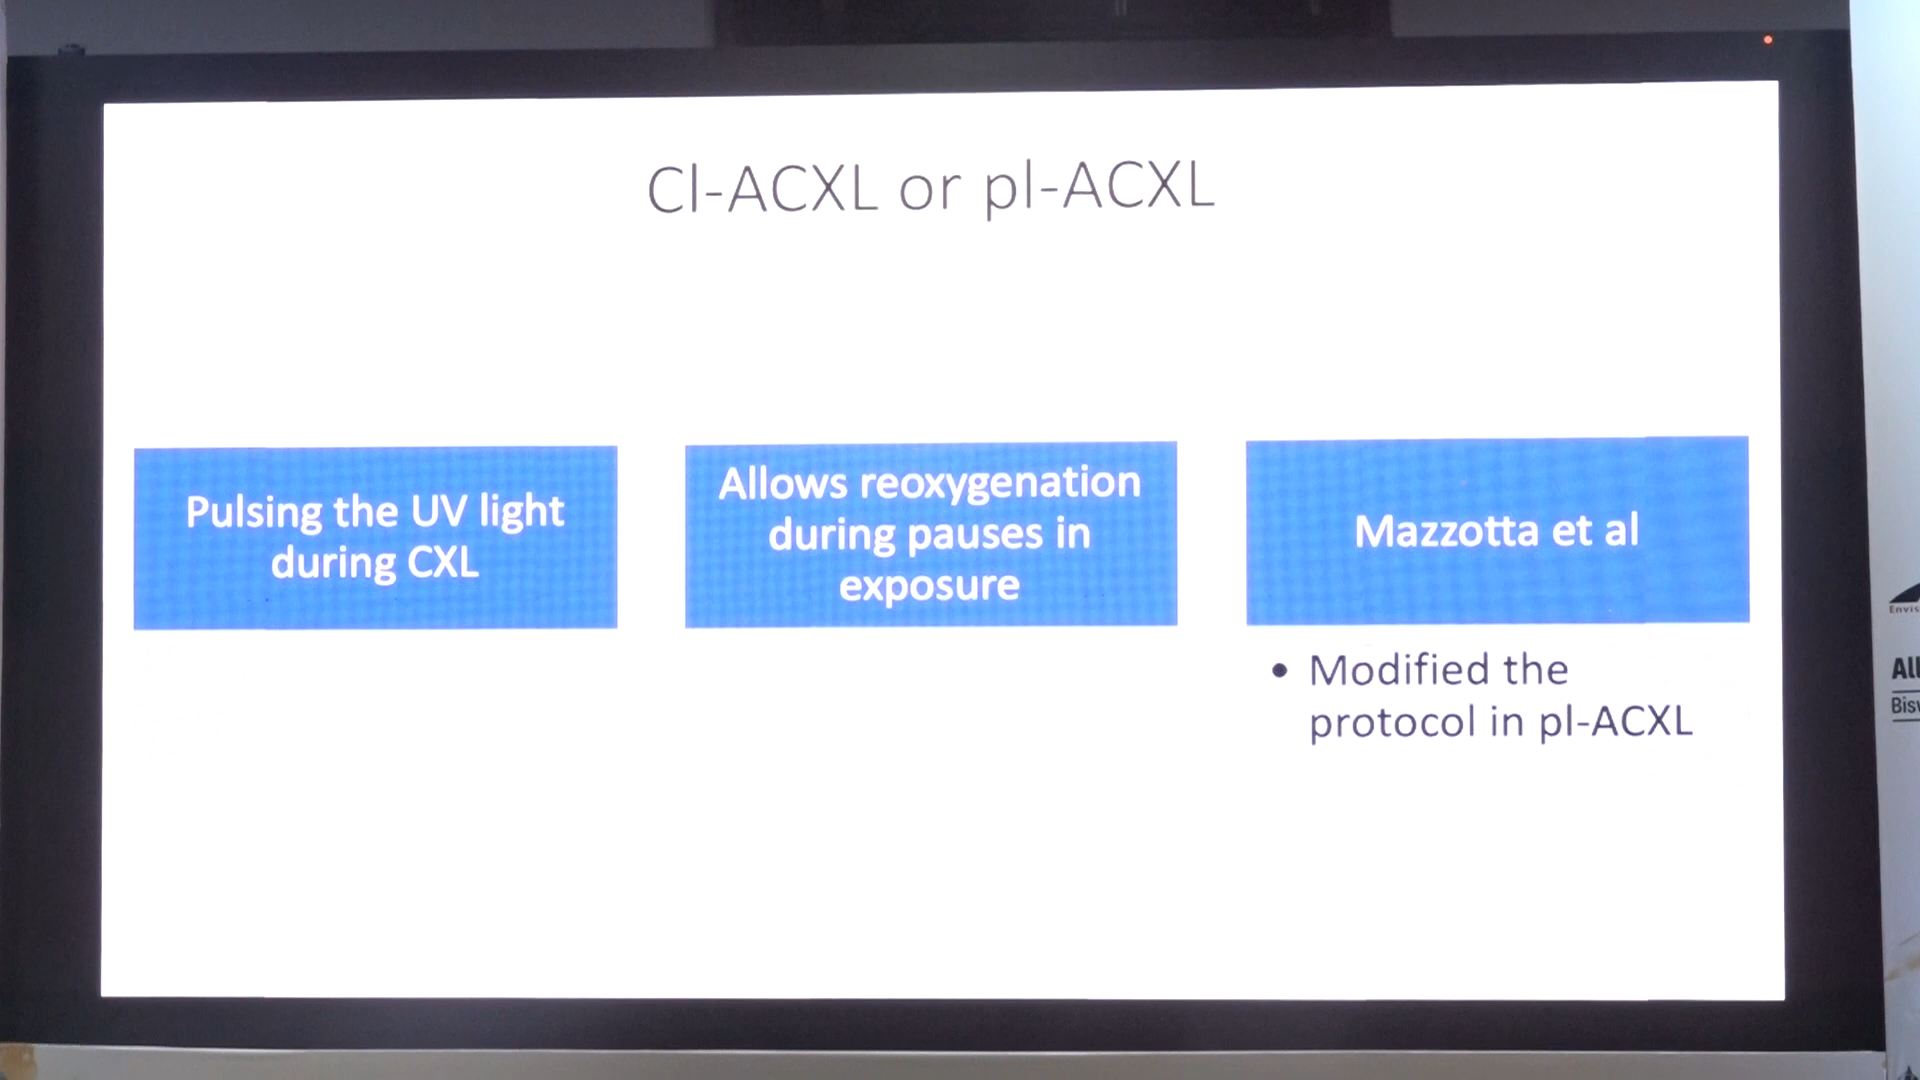 Cl-ACXL or pl-ACXL
Pulsing the UV light
during CXL
Allows reoxygenation
during pauses in
exposure
Mazzotta et al
• Modified the
protocol in pl-ACXL